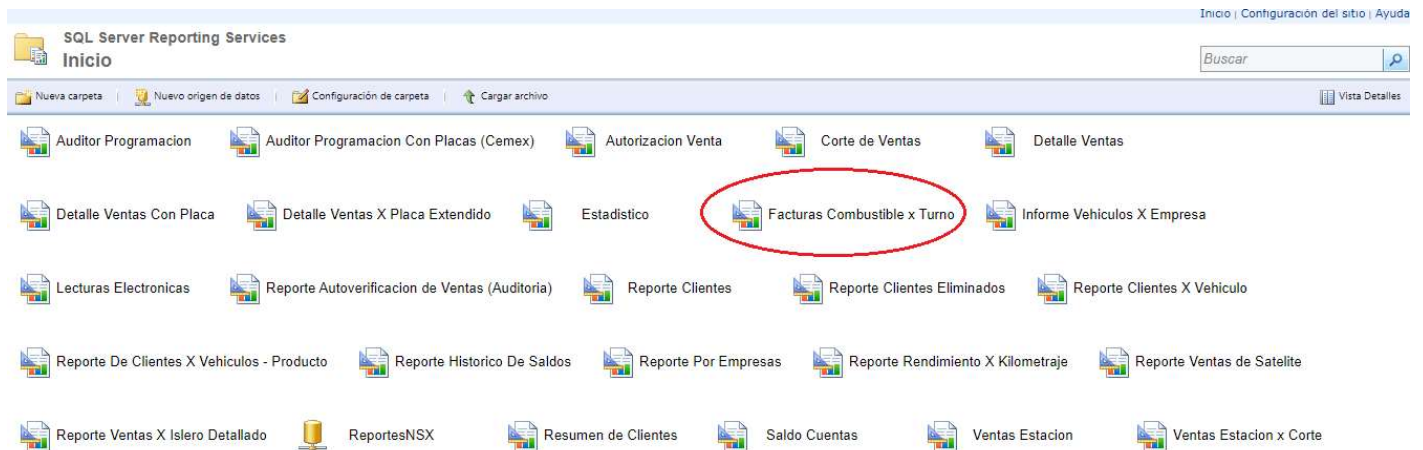 Inicio | Configuración del sitio | Ayuda
SQL Server Reporting Services
Inicio
Buscar
Nueva carpeta | Nuevo origen de datos | Configuración de carpeta | Cargar archivo Vista Detalles
Auditor Programacion Auditor Programacion Con Placas (Cemex) Autorizacion Venta Corte de Ventas Detalle Ventas
Detalle Ventas Con Placa Detalle Ventas X Placa Extendido Estadistico Facturas Combustible x Turno Informe Vehiculos X Empresa
Lecturas Electronicas Reporte Autoverificacion de Ventas (Auditoria) Reporte Clientes Reporte Clientes Eliminados Reporte Clientes X Vehiculo
Reporte De Clientes X Vehiculos - Producto Reporte Historico De Saldos Reporte Por Empresas Reporte Rendimiento X Kilometraje Reporte Ventas de Satelite
Reporte Ventas X Islero Detallado ReportesNSX Resumen de Clientes Saldo Cuentas Ventas Estacion Ventas Estacion x Corte